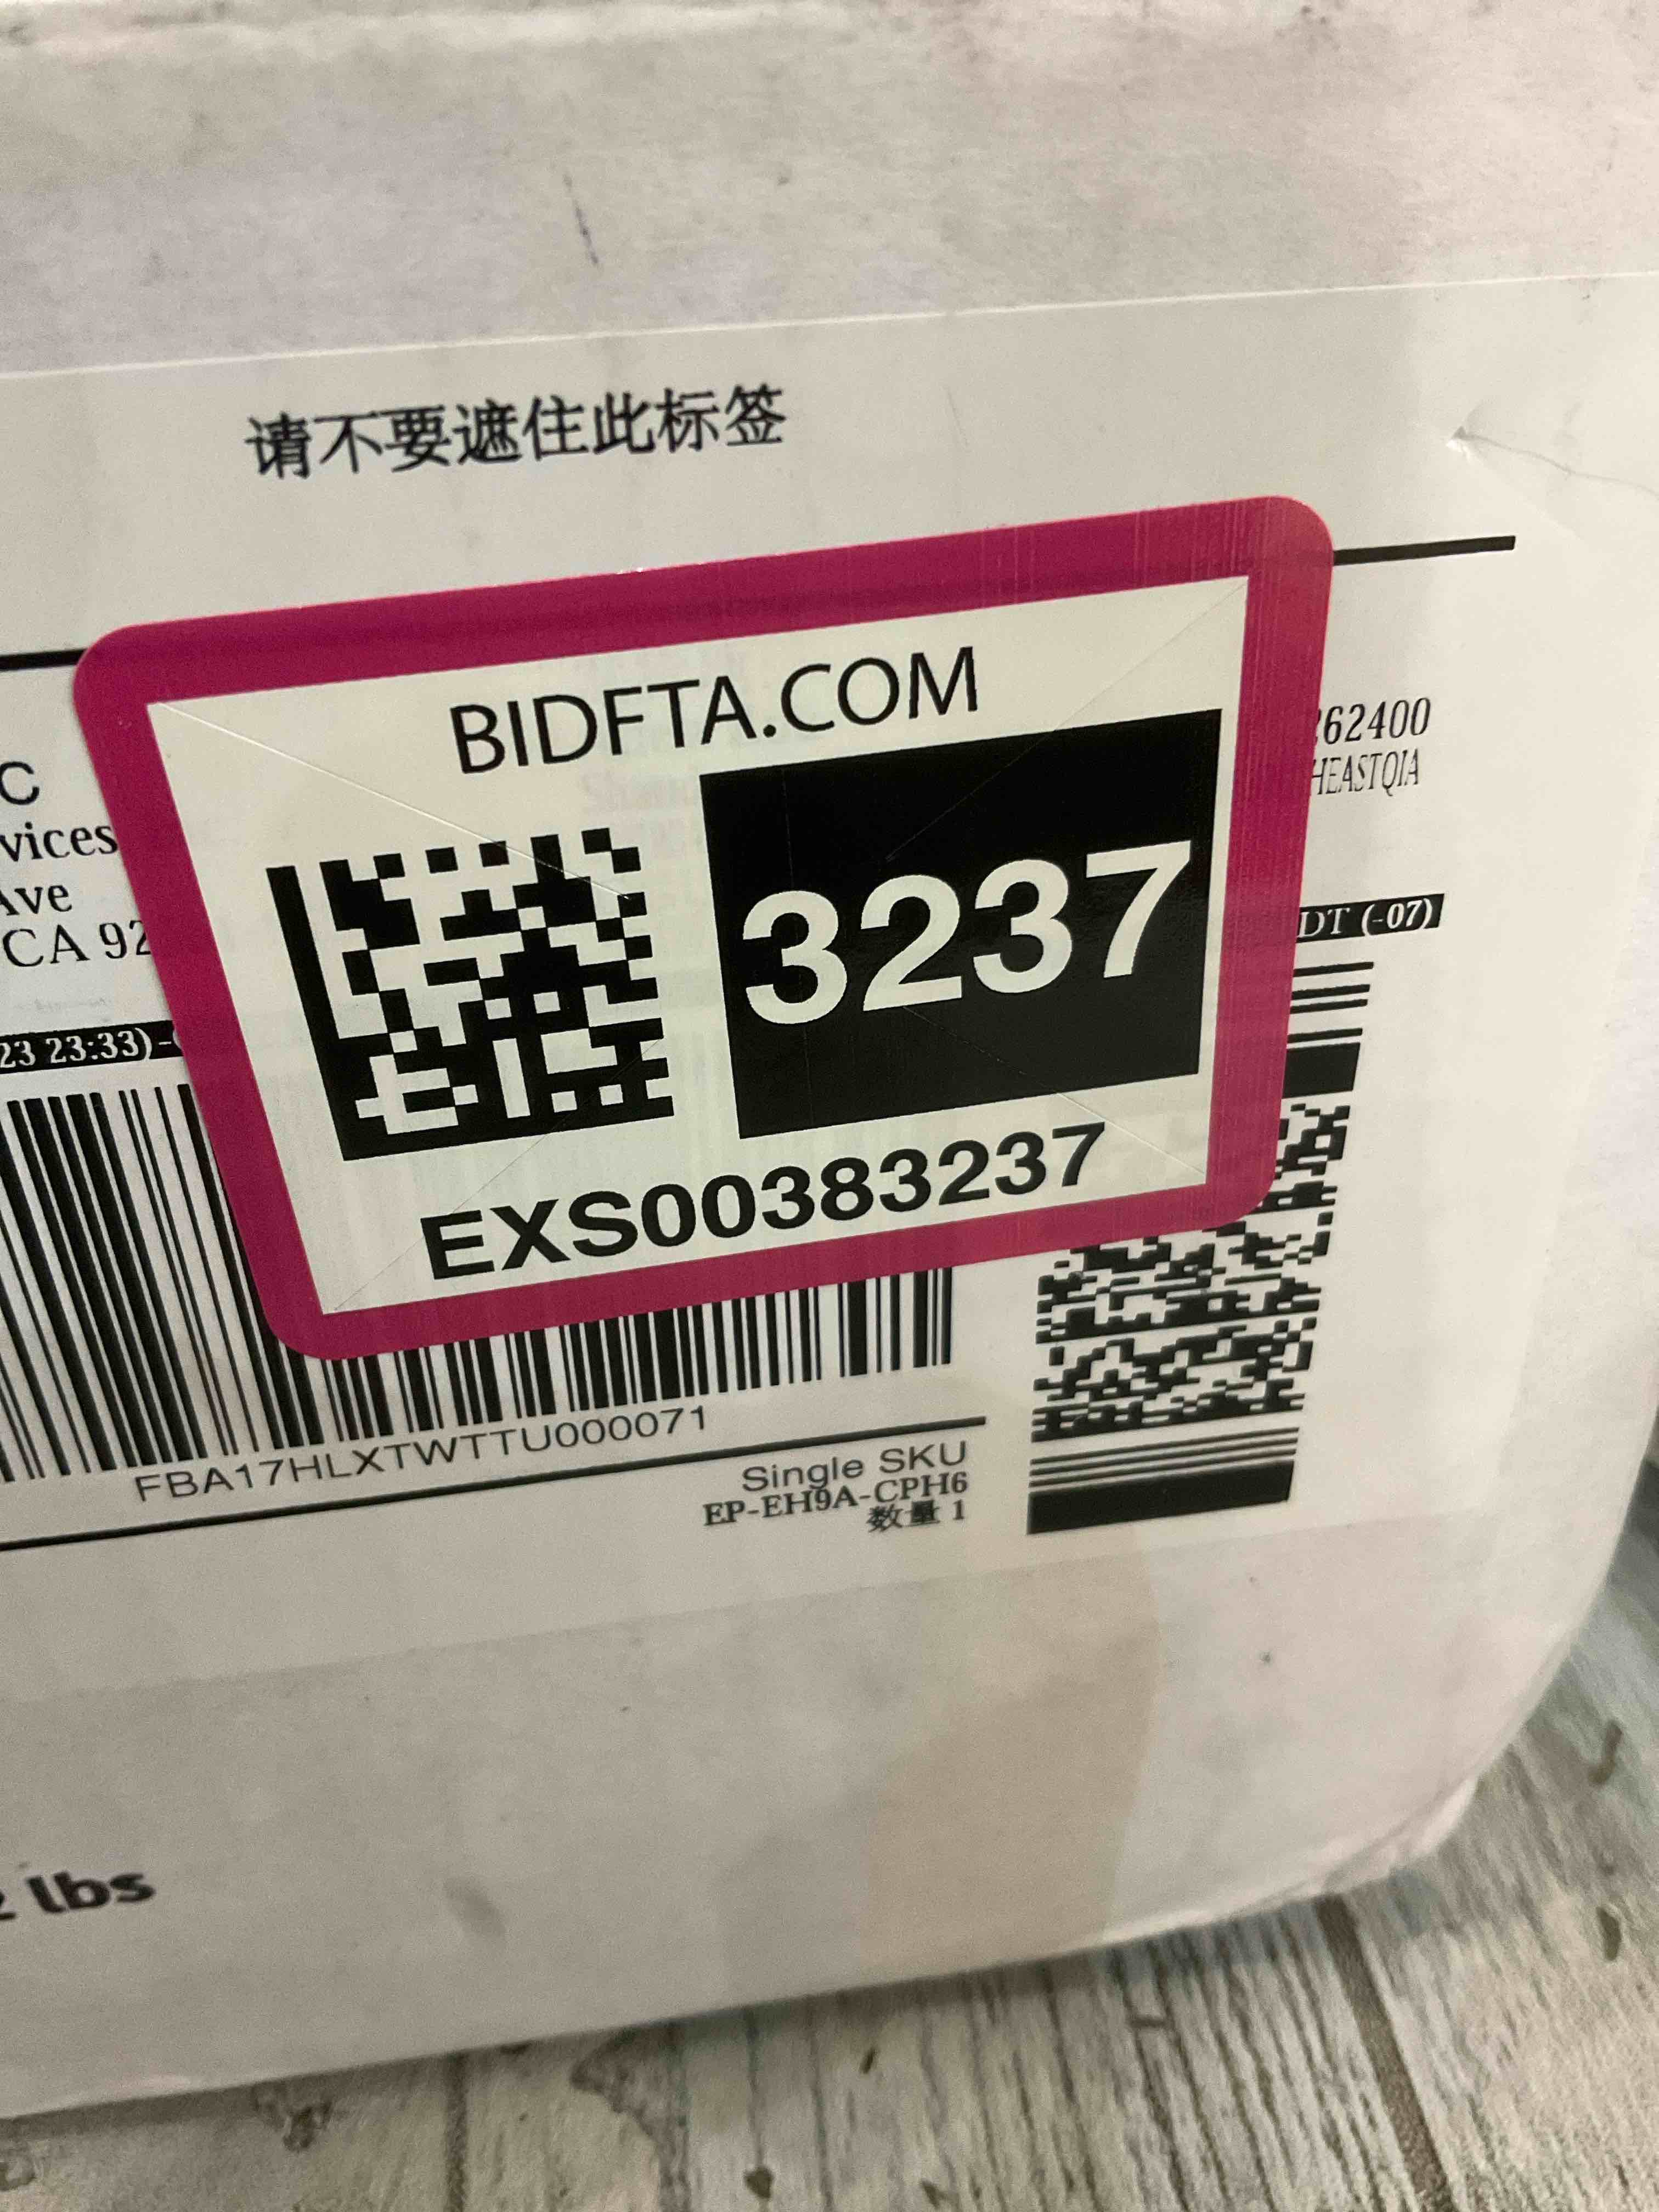 请不要遮住此标签
BIDFTA.COM
3237
EXS00383237
C
vices
Ave
CA 92
262400
HEASTQIA
23 23:33)-
DT (-07)
FBA17HLXTWTTU000071
Single SKU
EP-EH9A-CPH6
数量 1
lbs